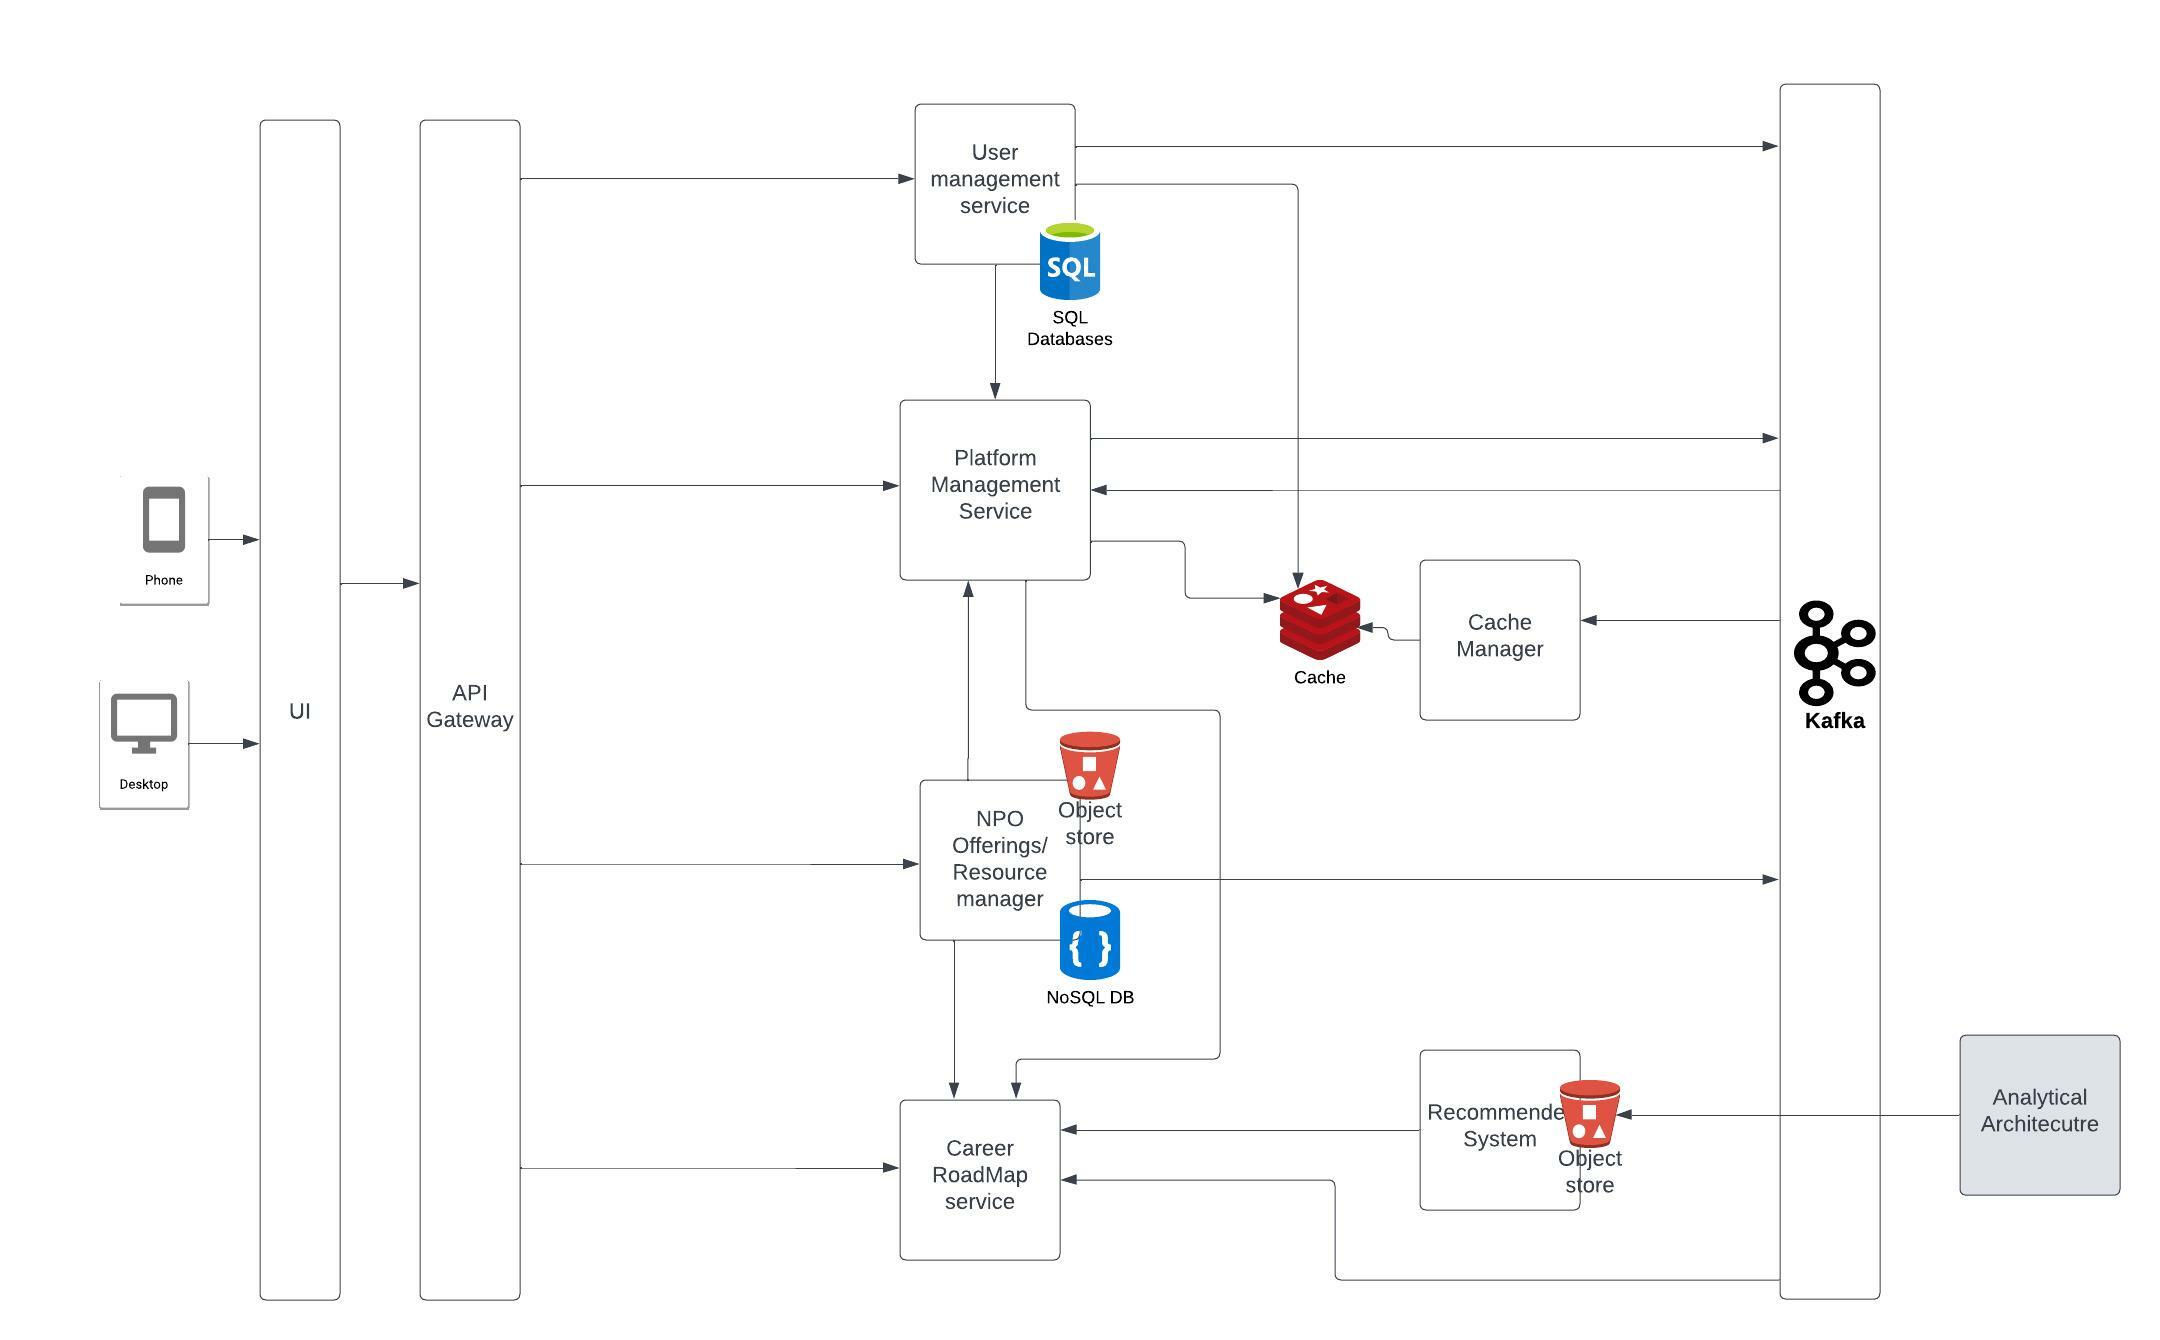 User
management
service
SQL
SQL
Databases
Platform
Management
Service
Phone
Desktop
UI
API
Gateway
Cache
Cache
Manager
Kafka
Object
store
NPO
Offerings/
Resource
manager
{ }
NoSQL DB
Career
RoadMap
service
Recommende
System
Object
store
Analytical
Architecutre